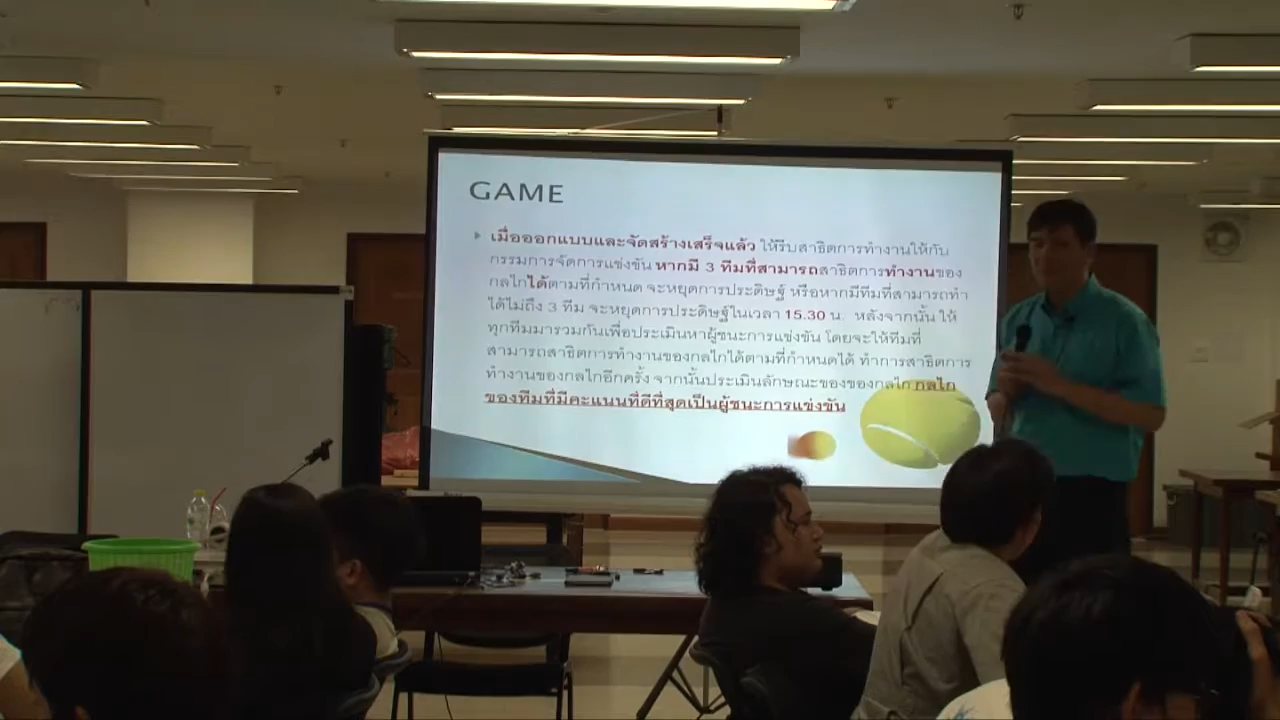 GAME
เมื่อออกแบบและจัดสร้างเสร็จแล้ว ให้รีบสาธิตการทำงานให้กับ
กรรมการจัดการแข่งขัน หากมี 3 ทีมที่สามารถสาธิตการทำงานของ
กลไกได้ตามที่กำหนด จะหยุดการประดิษฐ์ หรือหากมีทีมที่สามารถทำ
ได้ไม่ถึง 3 ทีม จะหยุดการประดิษฐ์ในเวลา 15.30 น. หลังจากนั้น ให้
ทุกทีมมารวมกันเพื่อประเมินหาผู้ชนะการแข่งขัน โดยจะให้ทีมที่
สามารถสาธิตการทำงานของกลไกได้ตามที่กำหนดได้ ทำการสาธิตการ
ทำงานของกลไกอีกครั้ง จากนั้นประเมินลักษณะของของกลไก กลไก
ของทีมที่มีคะแนนที่ดีที่สุดเป็นผู้ชนะการแข่งขัน